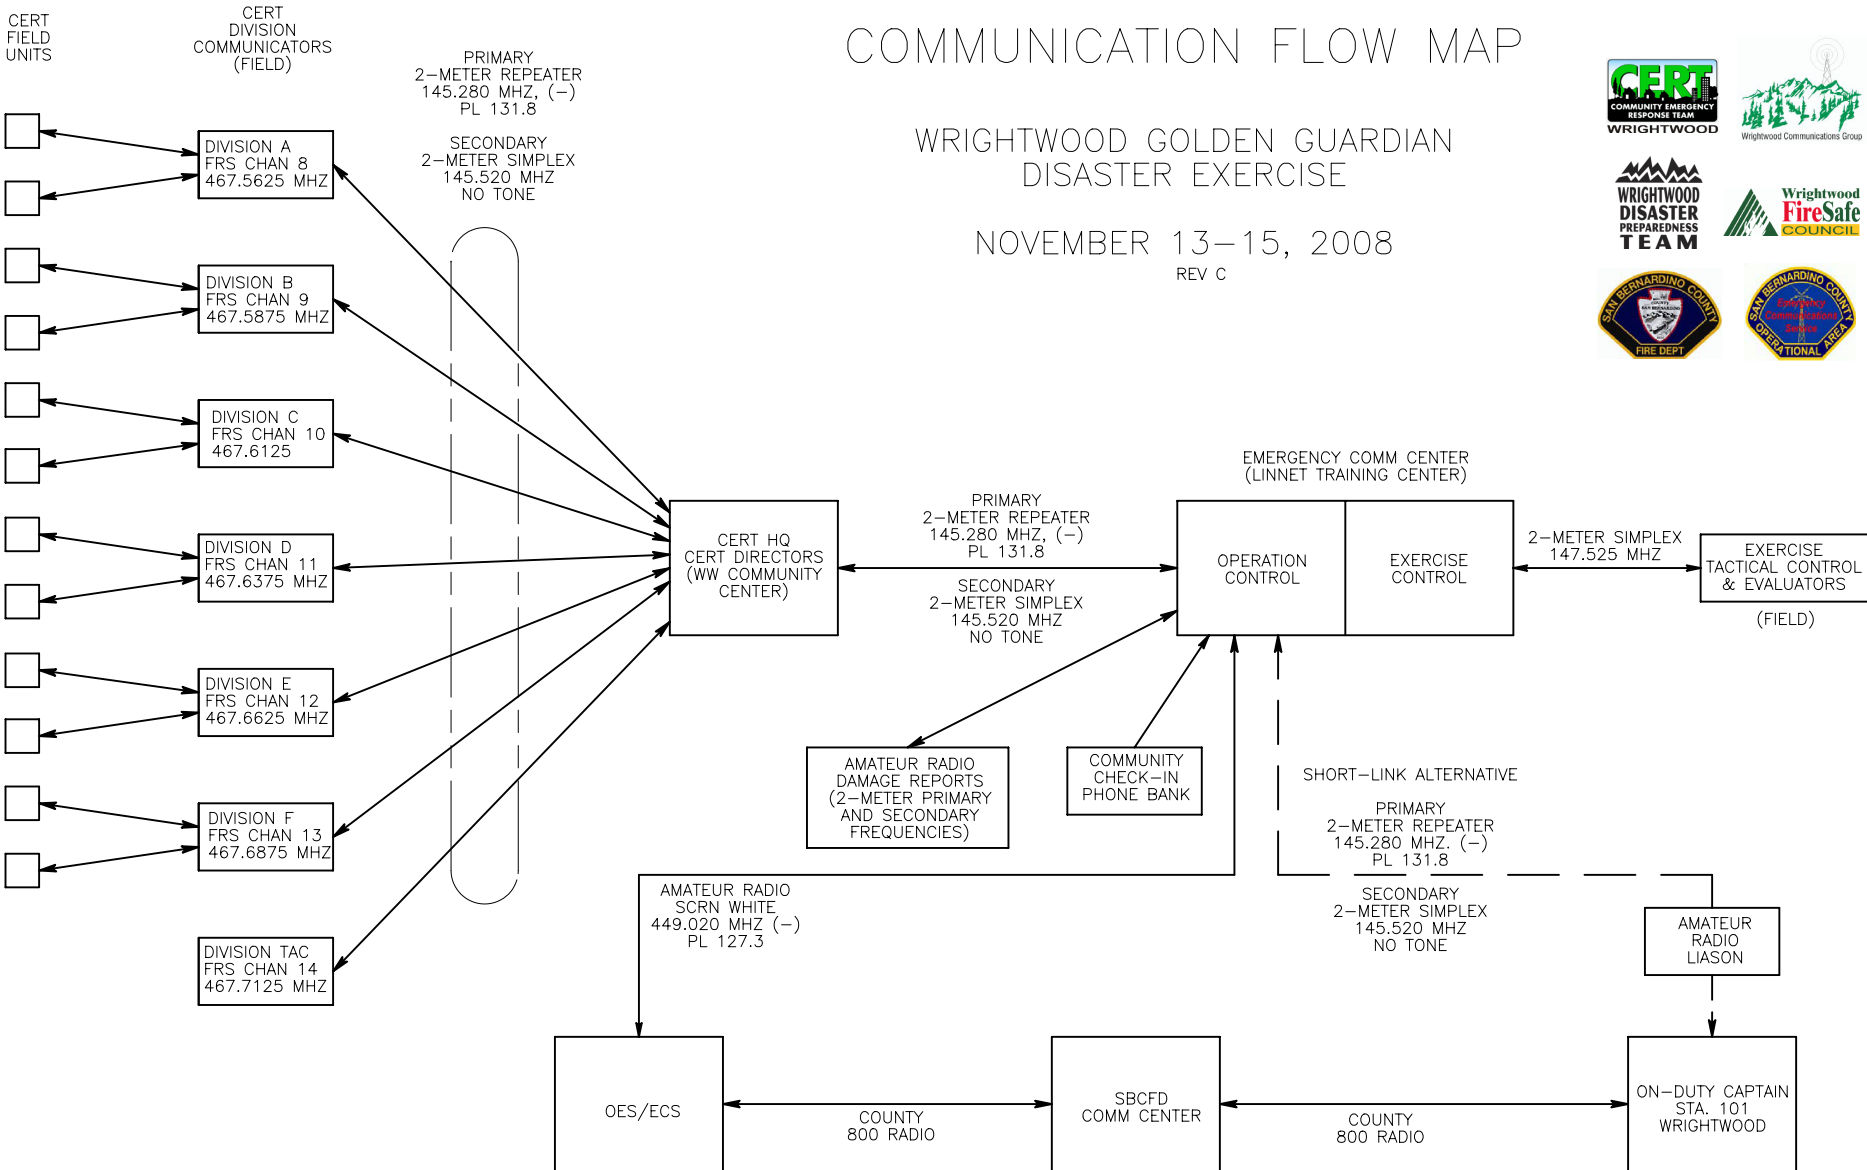 CERT
FIELD
UNITS
CERT
DIVISION
COMMUNICATORS
(FIELD)
PRIMARY
2-METER REPEATER
145.280 MHZ, (-)
PL 131.8
SECONDARY
2-METER SIMPLEX
145.520 MHZ
NO TONE
COMMUNICATION FLOW MAP
WRIGHTWOOD GOLDEN GUARDIAN
DISASTER EXERCISE
NOVEMBER 13-15, 2008
REV C
CERT
COMMUNITY EMERGENCY
RESPONSE TEAM
WRIGHTWOOD
Wrightwood Communications Group
WRIGHTWOOD
DISASTER
PREPAREDNESS
TEAM
Wrightwood
FireSafe
COUNCIL
SAN BERNARDINO COUNTY
COUNTY
SAN BERNARDINO
FIRE DEPT
SAN BERNARDINO COUNTY
Emergency
Communications
Service
OPERATIONAL AREA
DIVISION A
FRS CHAN 8
467.5625 MHZ
DIVISION B
FRS CHAN 9
467.5875 MHZ
DIVISION C
FRS CHAN 10
467.6125
DIVISION D
FRS CHAN 11
467.6375 MHZ
DIVISION E
FRS CHAN 12
467.6625 MHZ
DIVISION F
FRS CHAN 13
467.6875 MHZ
DIVISION TAC
FRS CHAN 14
467.7125 MHZ
CERT HQ
CERT DIRECTORS
(WW COMMUNITY
CENTER)
PRIMARY
2-METER REPEATER
145.280 MHZ, (-)
PL 131.8
SECONDARY
2-METER SIMPLEX
145.520 MHZ
NO TONE
EMERGENCY COMM CENTER
(LINNET TRAINING CENTER)
OPERATION
CONTROL
EXERCISE
CONTROL
2-METER SIMPLEX
147.525 MHZ
EXERCISE
TACTICAL CONTROL
& EVALUATORS
(FIELD)
AMATEUR RADIO
DAMAGE REPORTS
(2-METER PRIMARY
AND SECONDARY
FREQUENCIES)
COMMUNITY
CHECK-IN
PHONE BANK
SHORT-LINK ALTERNATIVE
PRIMARY
2-METER REPEATER
145.280 MHZ. (-)
PL 131.8
SECONDARY
2-METER SIMPLEX
145.520 MHZ
NO TONE
AMATEUR RADIO
SCRN WHITE
449.020 MHZ (-)
PL 127.3
AMATEUR
RADIO
LIASON
OES/ECS
COUNTY
800 RADIO
SBCFD
COMM CENTER
COUNTY
800 RADIO
ON-DUTY CAPTAIN
STA. 101
WRIGHTWOOD